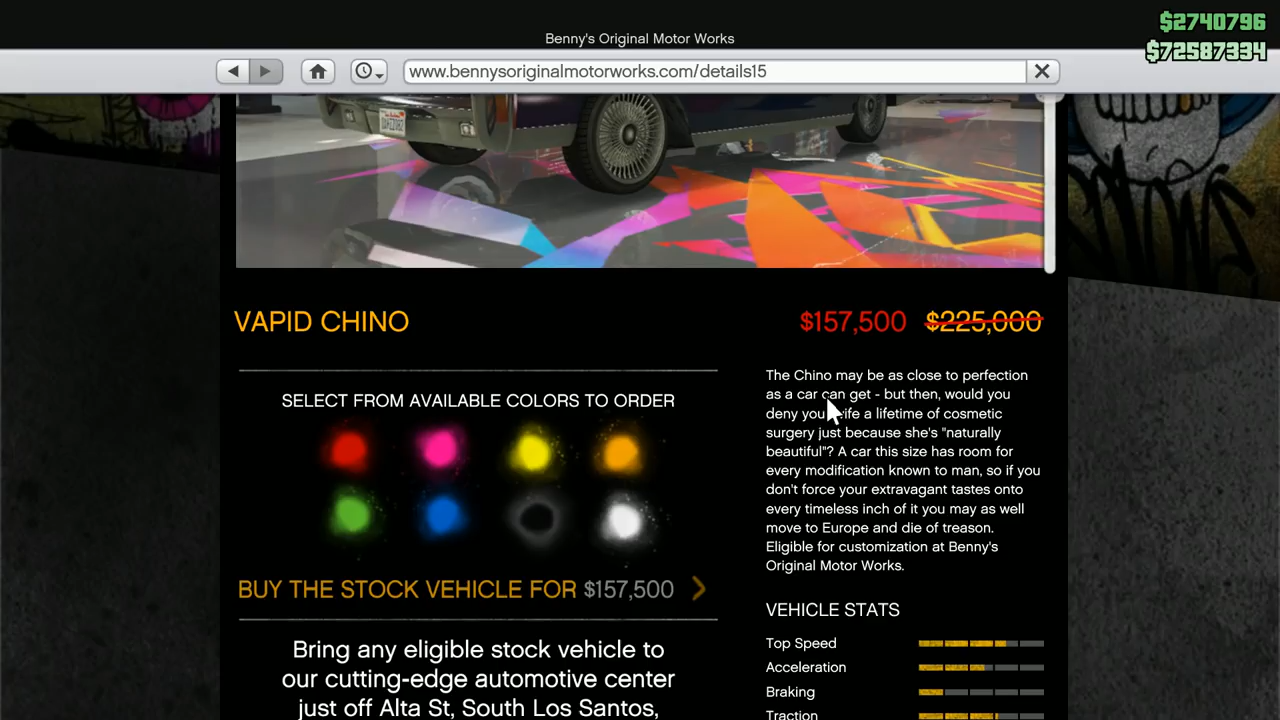 $2740796
Benny's Original Motor Works
$72587334
www.bennysoriginalmotorworks.com/details15
VAPID CHINO
$157,500 $225,000
SELECT FROM AVAILABLE COLORS TO ORDER
BUY THE STOCK VEHICLE FOR $157,500
Bring any eligible stock vehicle to
our cutting-edge automotive center
just off Alta St, South Los Santos,
The Chino may be as close to perfection
as a car can get - but then, would you
deny your wife a lifetime of cosmetic
surgery just because she's "naturally
beautiful"? A car this size has room for
every modification known to man, so if you
don't force your extravagant tastes onto
every timeless inch of it you may as well
move to Europe and die of treason.
Eligible for customization at Benny's
Original Motor Works.
VEHICLE STATS
Top Speed
Acceleration
Braking
Traction